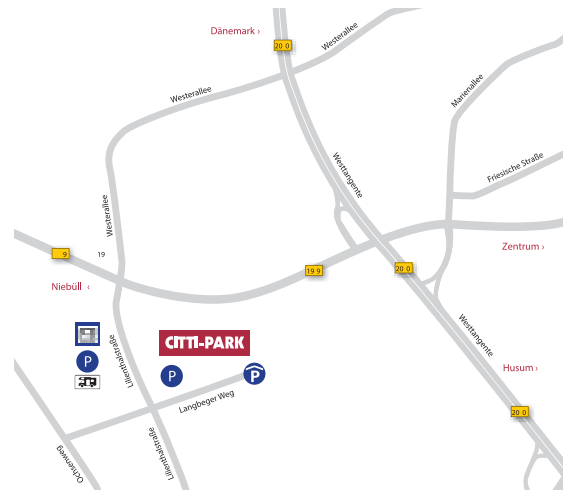 Dänemark ›
Westerallee
20 0
Westerallee
Marienallee
Westtangente
Friesische Straße
Westerallee
9
19
Zentrum ›
19 9
20 0
Niebüll ‹
Westtangente
CITTI-PARK
Lilienthalstraße
P
P
P
Husum ›
Langbeger Weg
20 0
Lilienthalstraße
Ochsenweg